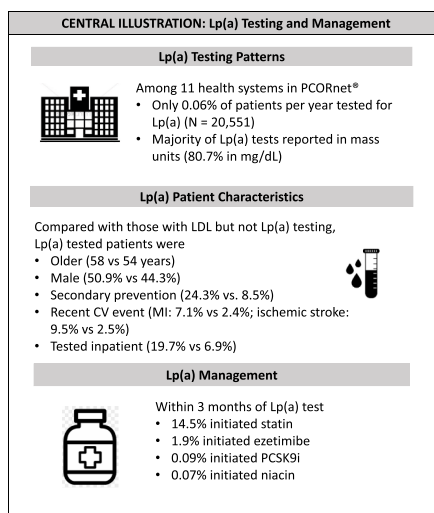 CENTRAL ILLUSTRATION: Lp(a) Testing and Management
Lp(a) Testing Patterns
Among 11 health systems in PCORnet®
• Only 0.06% of patients per year tested for
Lp(a) (N = 20,551)
• Majority of Lp(a) tests reported in mass
units (80.7% in mg/dL)
Lp(a) Patient Characteristics
Compared with those with LDL but not Lp(a) testing,
Lp(a) tested patients were
• Older (58 vs 54 years)
• Male (50.9% vs 44.3%)
• Secondary prevention (24.3% vs. 8.5%)
• Recent CV event (MI: 7.1% vs 2.4%; ischemic stroke:
9.5% vs 2.5%)
• Tested inpatient (19.7% vs 6.9%)
Lp(a) Management
Within 3 months of Lp(a) test
• 14.5% initiated statin
• 1.9% initiated ezetimibe
• 0.09% initiated PCSK9i
• 0.07% initiated niacin